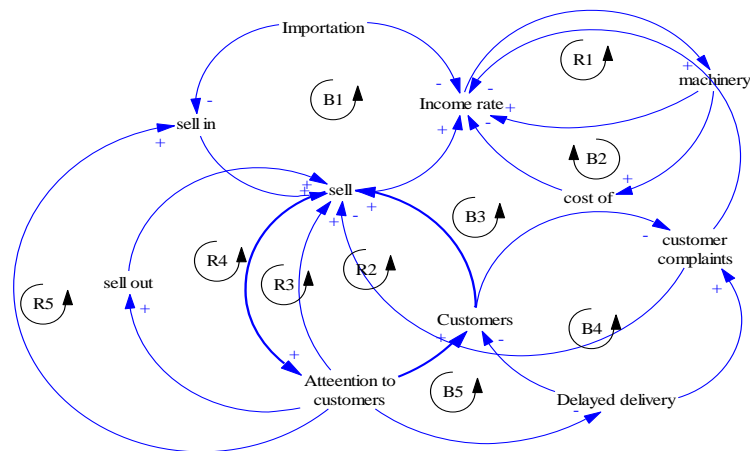 Importation
R1
+
machinery
-
-
B1
-
Income rate
+
-
sell in
+
+
B2
+
+
sell
+
cost of
+
-
+
B3
-
customer
complaints
R4
R3
R2
sell out
R5
+
+
Customers
+
-
B4
+
Atteention to
customers
B5
Delayed delivery
-